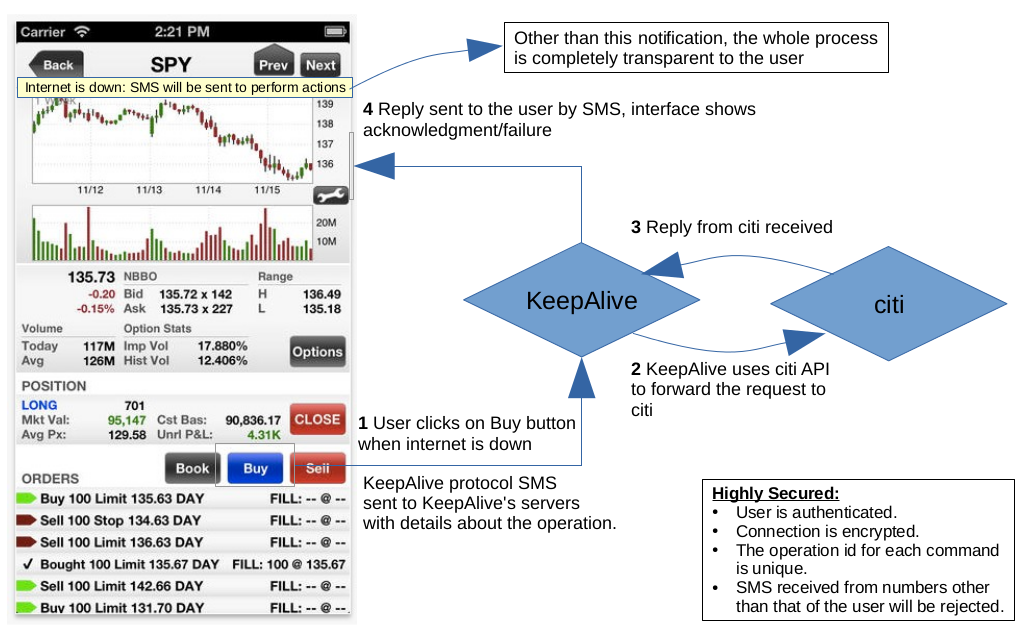 Carrier 2:21 PM
Back SPY Prev Next
Internet is down: SMS will be sent to perform actions
139
138
137
136
11/12 11/13 11/14 11/15
20M
10M
135.73 NBBO Range
-0.20 Bid 135.72 x 142 H 136.49
-0.15% Ask 135.73 x 227 L 135.18
Volume Option Stats
Today 117M Imp Vol 17.880%
Avg 126M Hist Vol 12.406%
Options
POSITION
LONG 701
Mkt Val: 95,147 Cst Bas: 90,836.17
Avg Px: 129.58 Unrl P&L: 4.31K
CLOSE
ORDERS Book Buy Sell
Buy 100 Limit 135.63 DAY FILL: -- @ --
Sell 100 Stop 134.63 DAY FILL: -- @ --
Sell 100 Limit 136.63 DAY FILL: -- @ --
✓ Bought 100 Limit 135.67 DAY FILL: 100 @ 135.67
Sell 100 Limit 142.66 DAY FILL: -- @ --
Buy 100 Limit 131.70 DAY FILL: -- @ --
Other than this notification, the whole process
is completely transparent to the user
4 Reply sent to the user by SMS, interface shows
acknowledgment/failure
3 Reply from citi received
KeepAlive
citi
2 KeepAlive uses citi API
to forward the request to
citi
1 User clicks on Buy button
when internet is down
KeepAlive protocol SMS
sent to KeepAlive's servers
with details about the operation.
Highly Secured:
• User is authenticated.
• Connection is encrypted.
• The operation id for each command
is unique.
• SMS received from numbers other
than that of the user will be rejected.